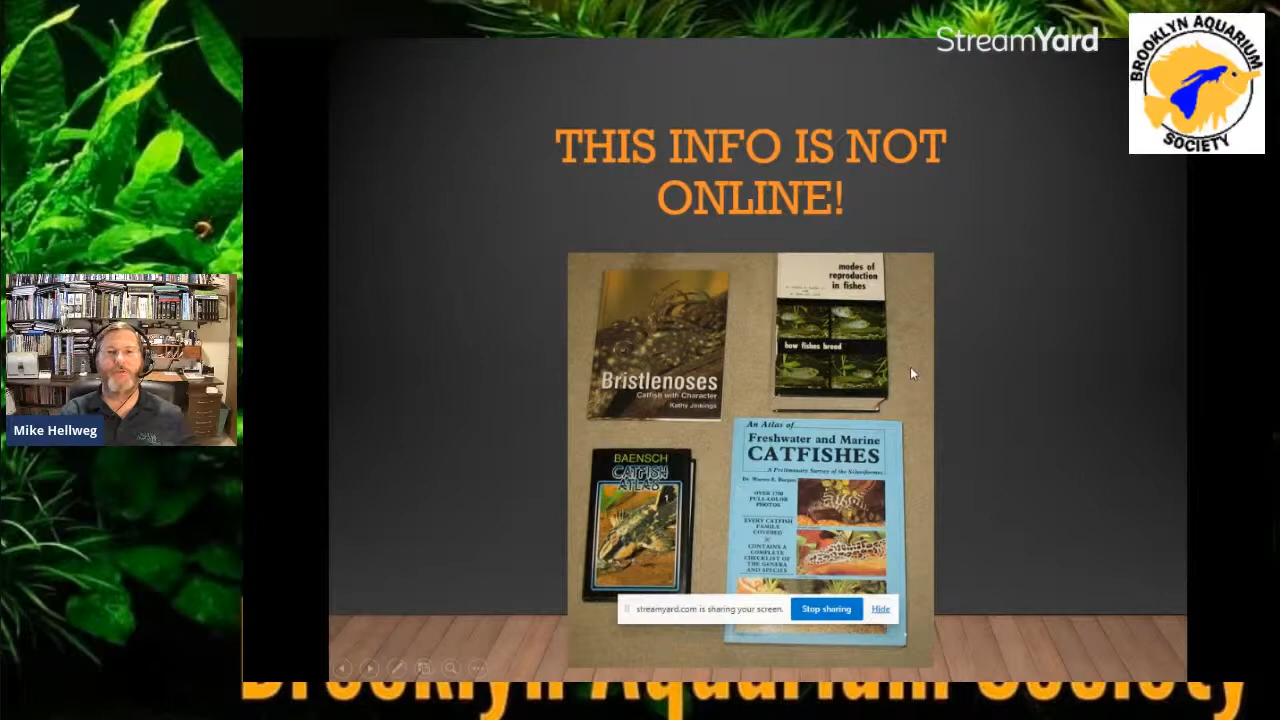 StreamYard
BROOKLYN AQUARIUM
SOCIETY
THIS INFO IS NOT
ONLINE!
Mike Hellweg
Bristlenoses
Catfish with Character
Kathy Jinkings
modes of
reproduction
in fishes
how fishes breed
BAENSCH
CATFISH
ATLAS
1
An Atlas of
Freshwater and Marine
CATFISHES
A Preliminary Survey of the Siluriformes
Dr. Warren E. Burgess
OVER 1700
FULL-COLOR
PHOTOS
EVERY CATFISH
FAMILY
COVERED
CONTAINS A
COMPLETE
CHECKLIST OF
THE GENERA
AND SPECIES
streamyard.com is sharing your screen.
Stop sharing
Hide
Brooklyn Aquarium Society